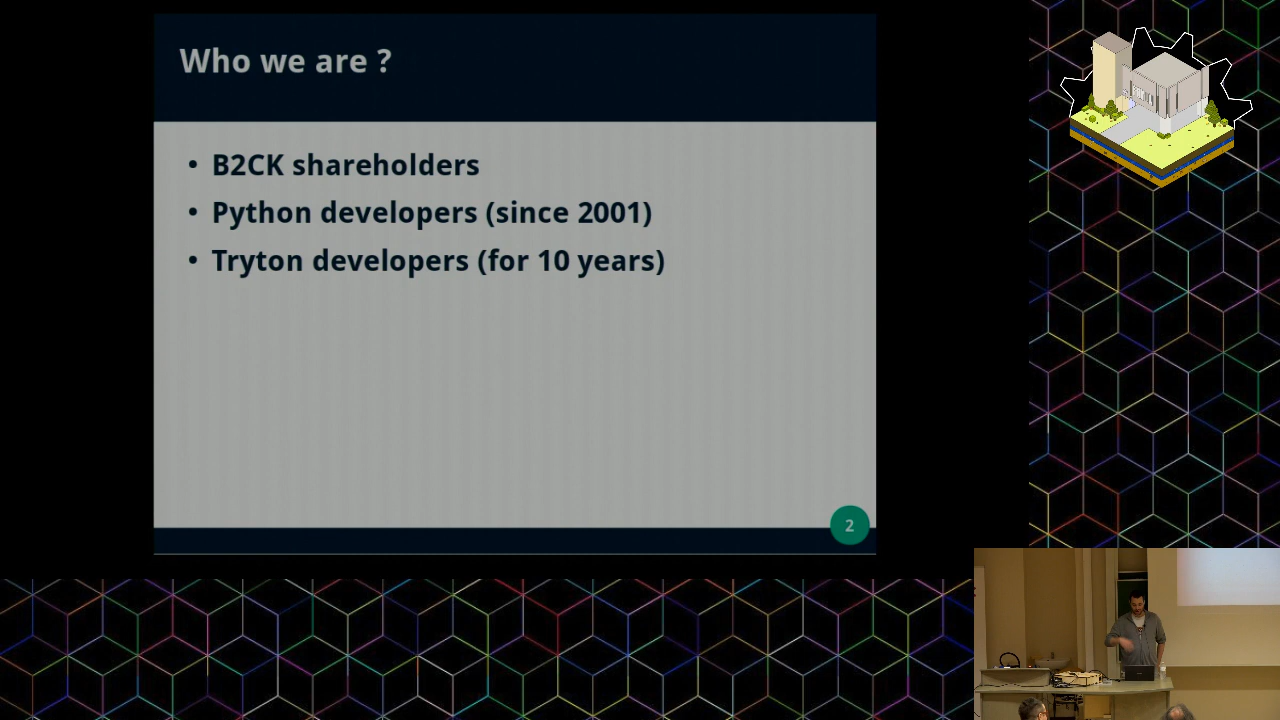 Who we are ?
• B2CK shareholders
• Python developers (since 2001)
• Tryton developers (for 10 years)
2